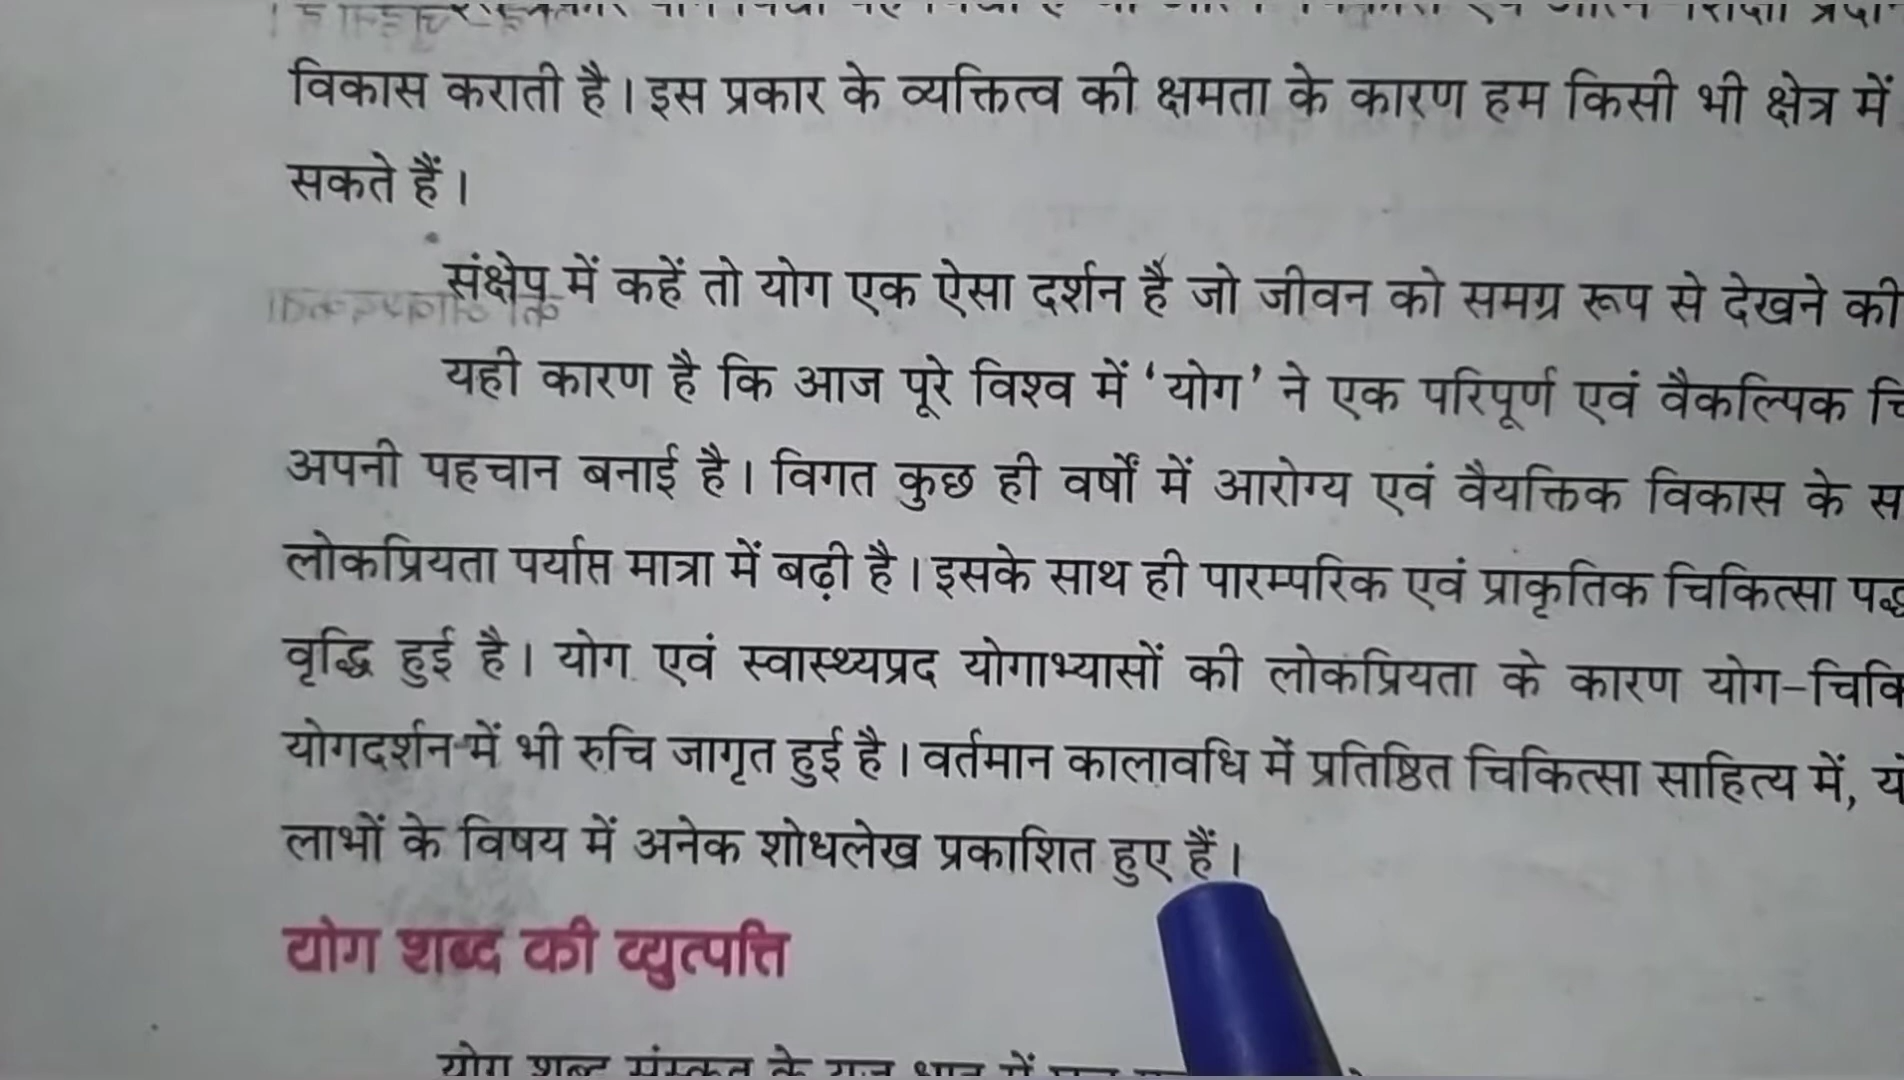 विकास कराती है। इस प्रकार के व्यक्तित्व की क्षमता के कारण हम किसी भी क्षेत्र में
सकते हैं।
संक्षेप में कहें तो योग एक ऐसा दर्शन है जो जीवन को समग्र रूप से देखने की
यही कारण है कि आज पूरे विश्व में ‘योग’ ने एक परिपूर्ण एवं वैकल्पिक
अपनी पहचान बनाई है। विगत कुछ ही वर्षों में आरोग्य एवं वैयक्तिक विकास के
लोकप्रियता पर्याप्त मात्रा में बढ़ी है। इसके साथ ही पारम्परिक एवं प्राकृतिक चिकित्सा
वृद्धि हुई है। योग एवं स्वास्थ्यप्रद योगाभ्यासों की लोकप्रियता के कारण योग-चिकि
योगदर्शन में भी रुचि जागृत हुई है। वर्तमान कालावधि में प्रतिष्ठित चिकित्सा साहित्य में,
लाभों के विषय में अनेक शोधलेख प्रकाशित हुए हैं।
योग शब्द की व्युत्पत्ति
योग शब्द संस्कृत के